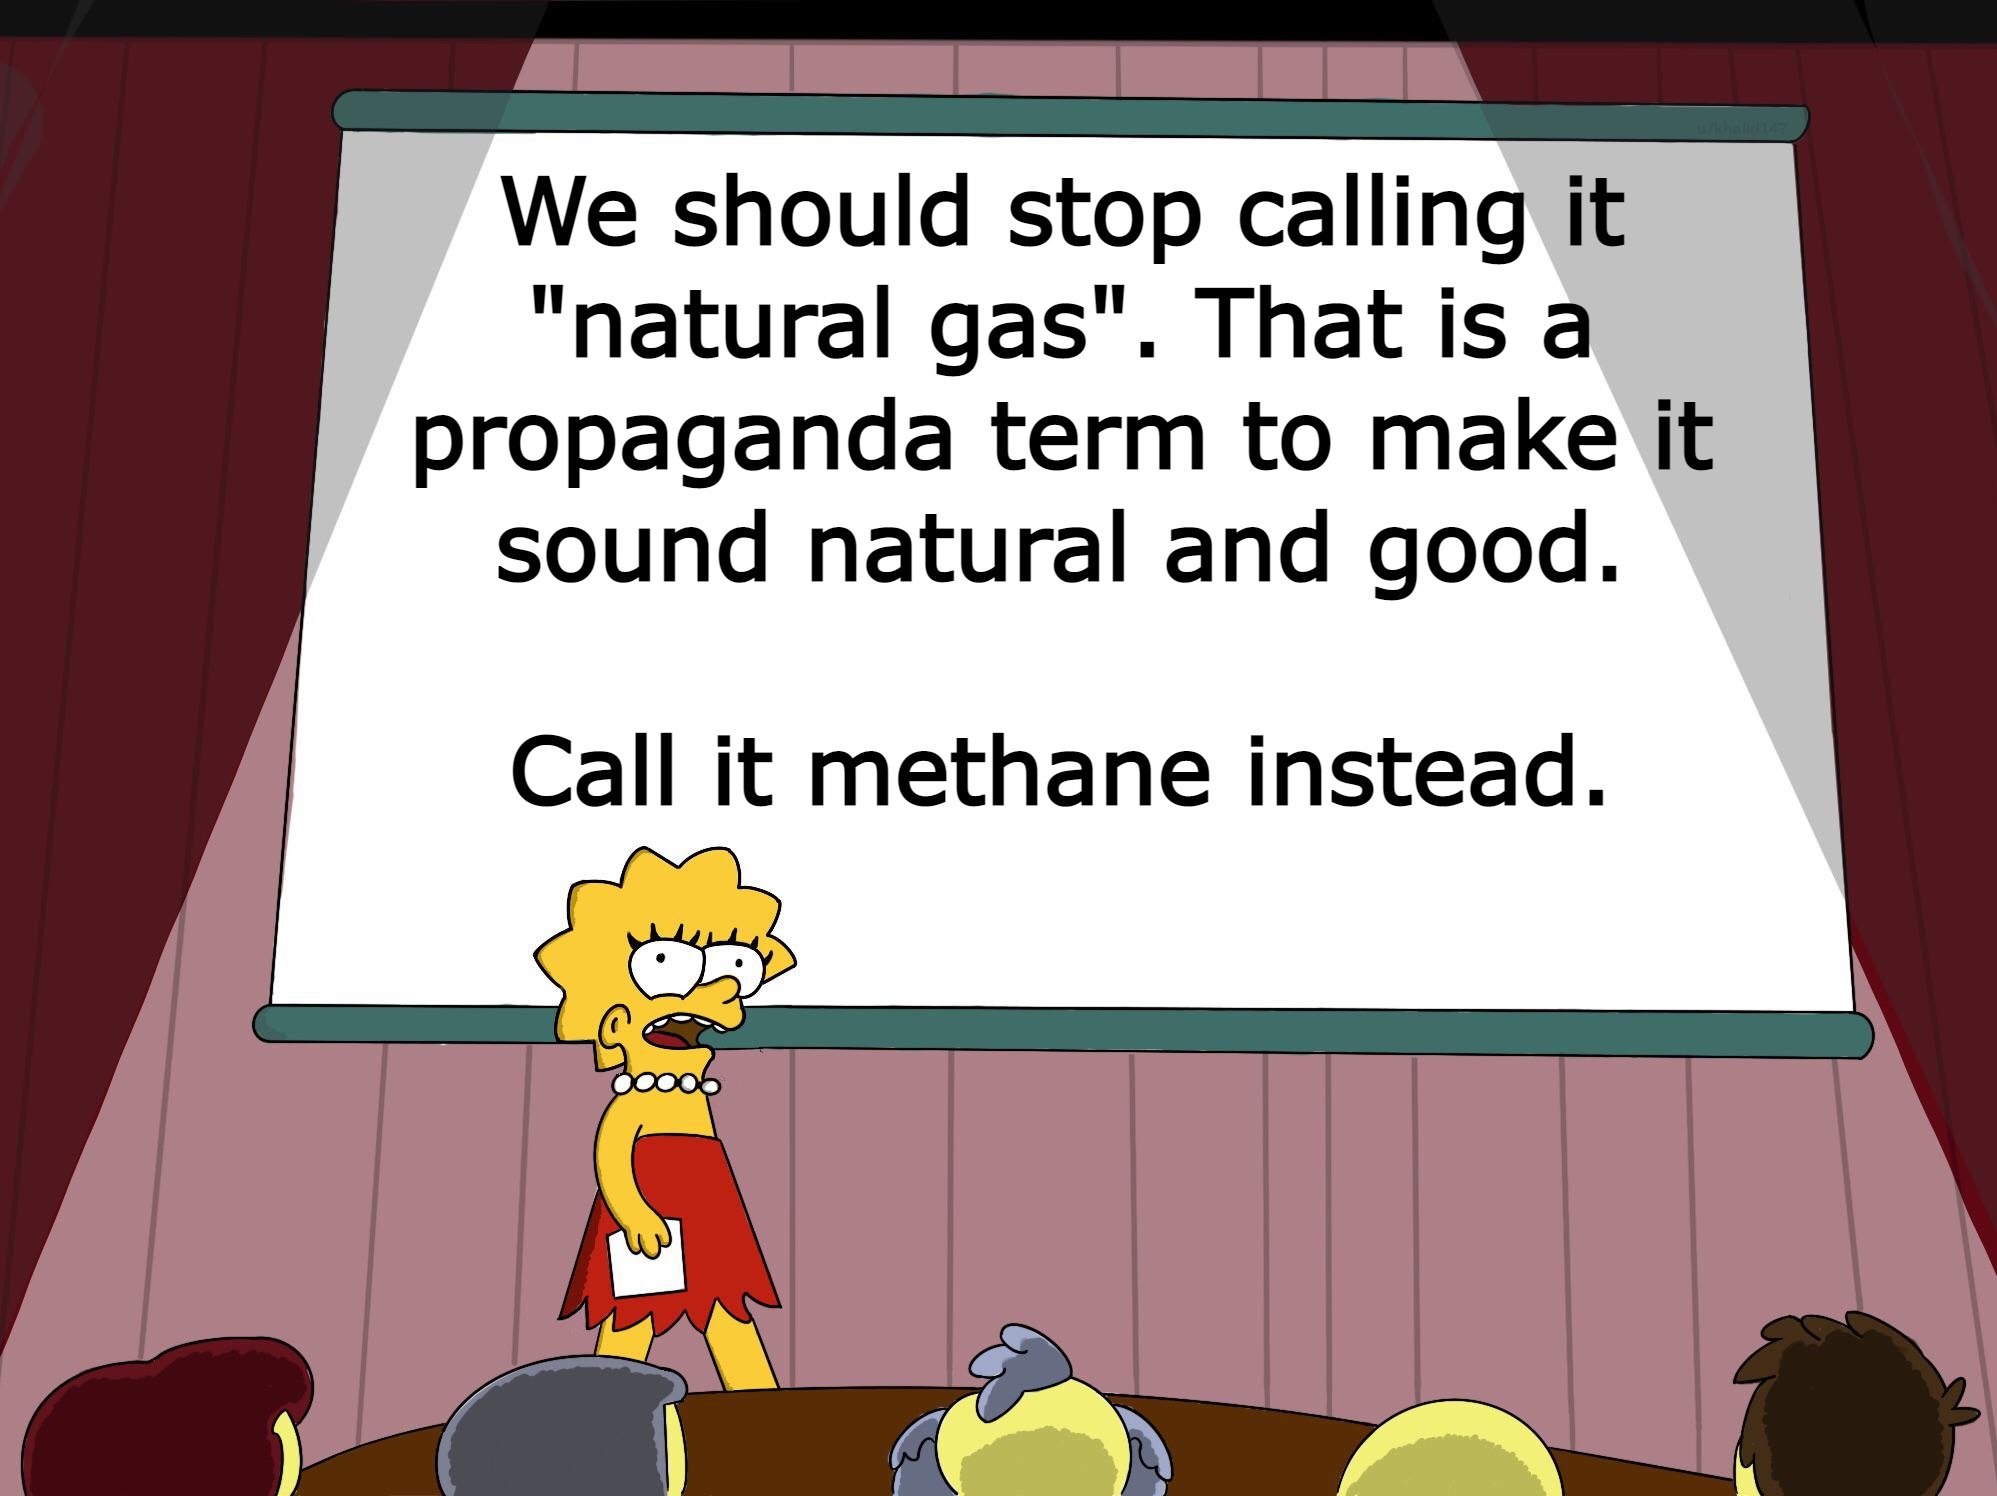 u/khalid147
We should stop calling it
"natural gas". That is a
propaganda term to make it
sound natural and good.
Call it methane instead.